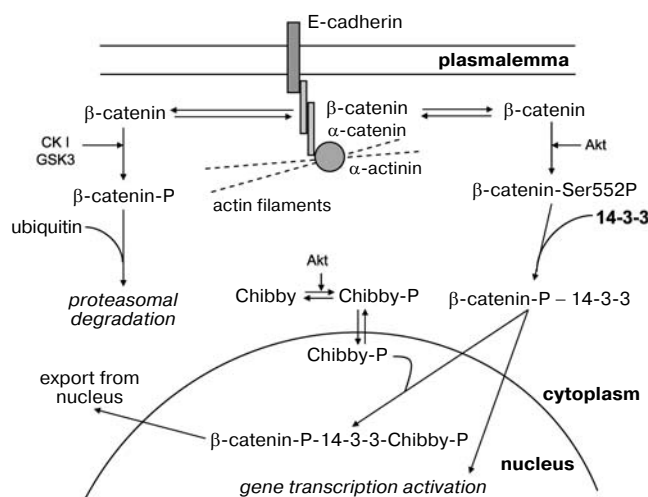 E-cadherin
plasmalemma
β-catenin
β-catenin
β-catenin
α-catenin
CK I
GSK3
Akt
α-actinin
β-catenin-P
β-catenin-Ser552P
actin filaments
ubiquitin
14-3-3
Akt
proteasomal
degradation
Chibby
Chibby-P
β-catenin-P – 14-3-3
Chibby-P
export from
nucleus
cytoplasm
β-catenin-P-14-3-3-Chibby-P
nucleus
gene transcription activation